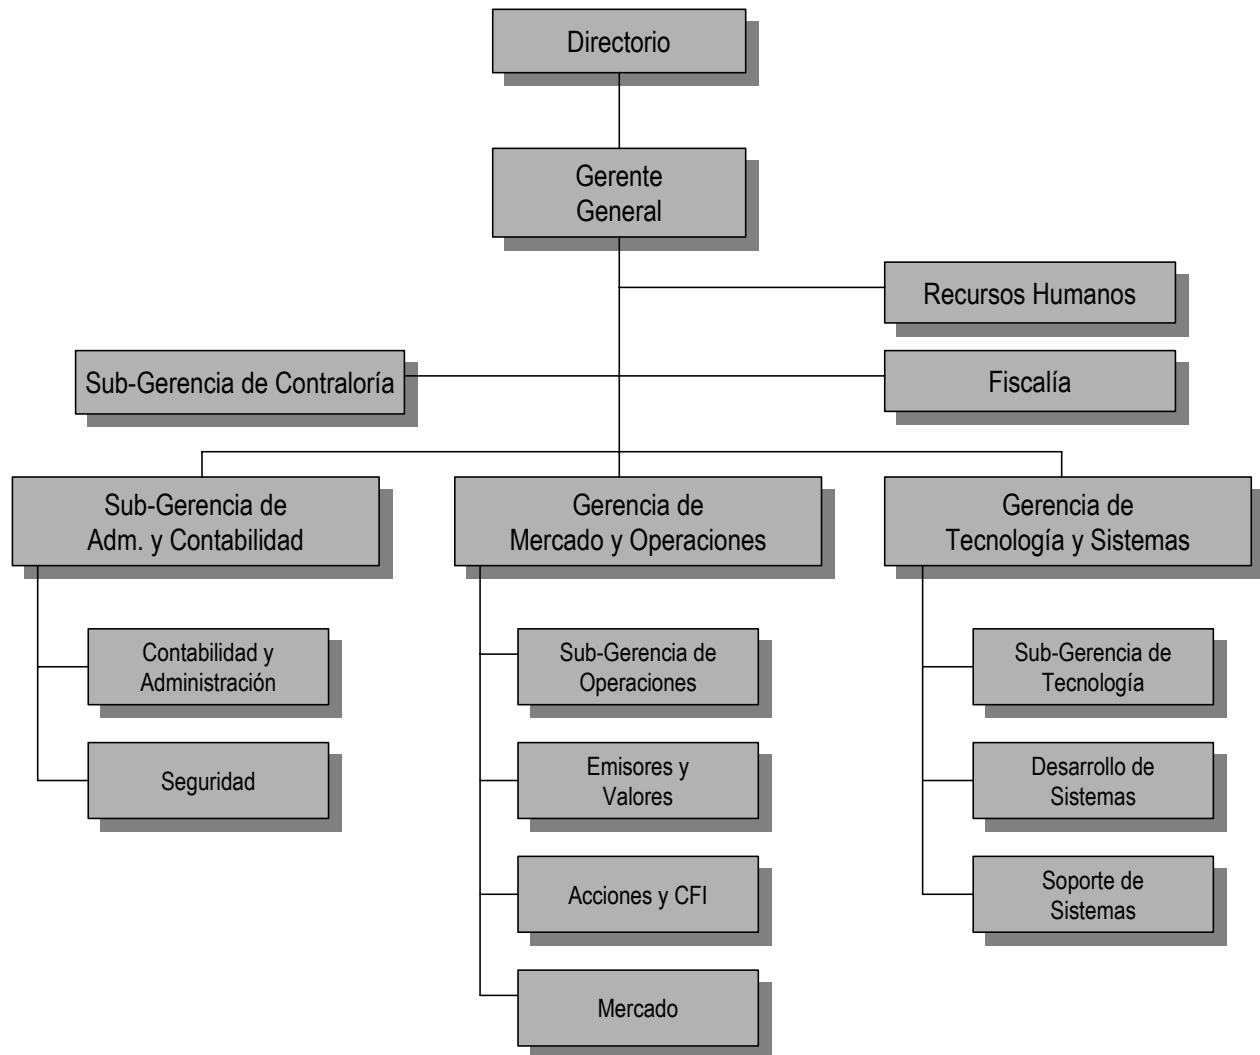 Directorio
Gerente
General
Recursos Humanos
Sub-Gerencia de Contraloría
Fiscalía
Sub-Gerencia de
Adm. y Contabilidad
Gerencia de
Mercado y Operaciones
Gerencia de
Tecnología y Sistemas
Contabilidad y
Administración
Seguridad
Sub-Gerencia de
Operaciones
Emisores y
Valores
Acciones y CFI
Mercado
Sub-Gerencia de
Tecnología
Desarrollo de
Sistemas
Soporte de
Sistemas